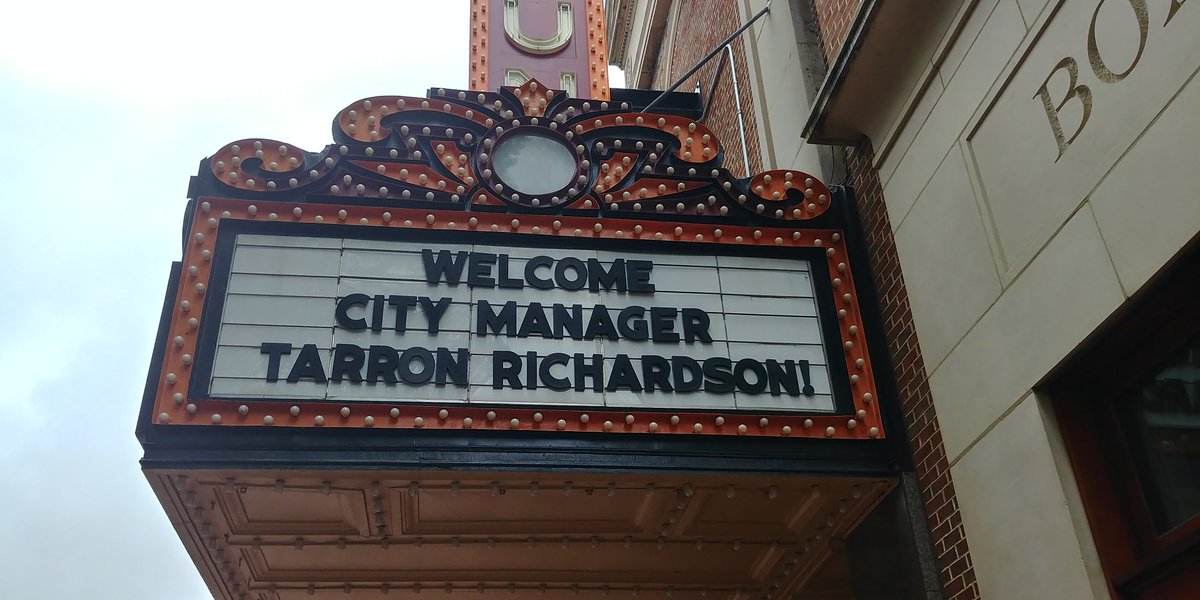 U
WELCOME
CITY MANAGER
TARRON RICHARDSON!